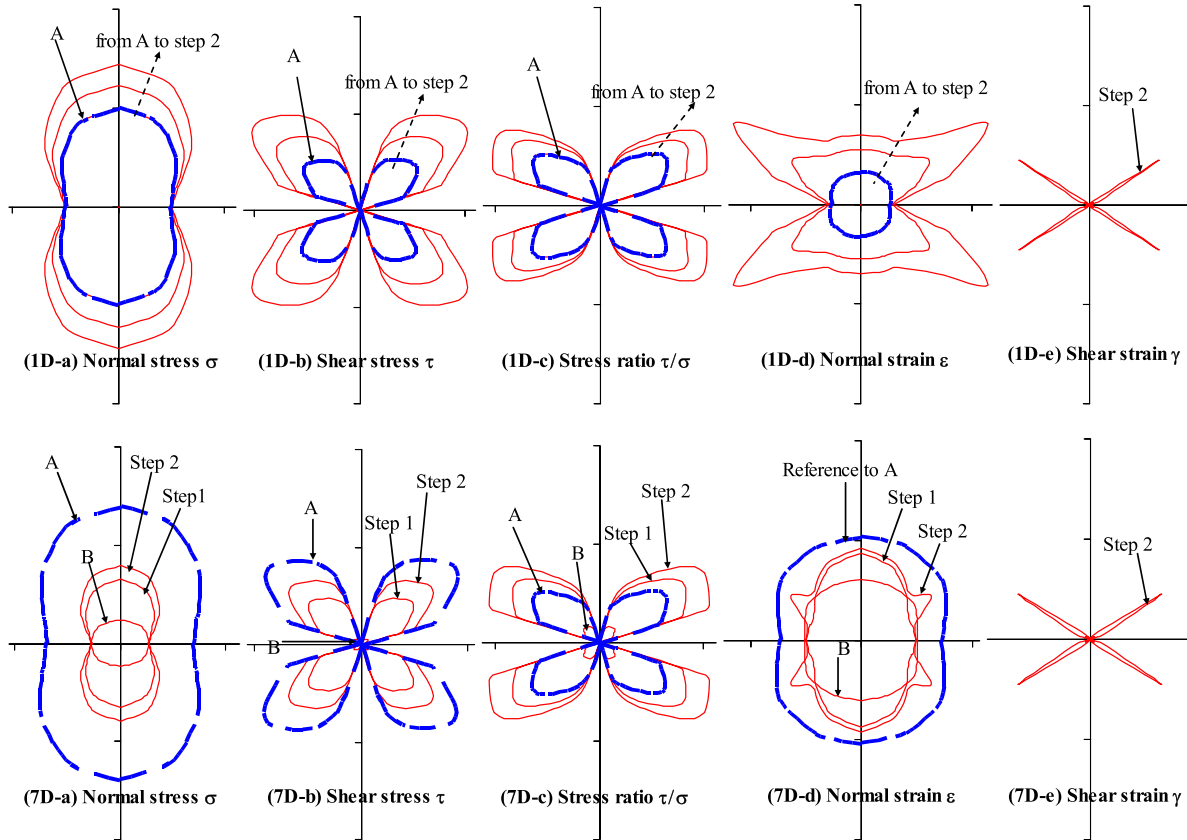 A
from A to step 2
A
from A to step 2
A
from A to step 2
from A to step 2
Step 2
(1D-a) Normal stress σ
(1D-b) Shear stress τ
(1D-c) Stress ratio τ/σ
(1D-d) Normal strain ε
(1D-e) Shear strain γ
A
Step 2
Step1
B
A
Step 2
Step 1
B
A
Step 2
Step 1
B
Reference to A
Step 1
Step 2
B
Step 2
(7D-a) Normal stress σ
(7D-b) Shear stress τ
(7D-c) Stress ratio τ/σ
(7D-d) Normal strain ε
(7D-e) Shear strain γ